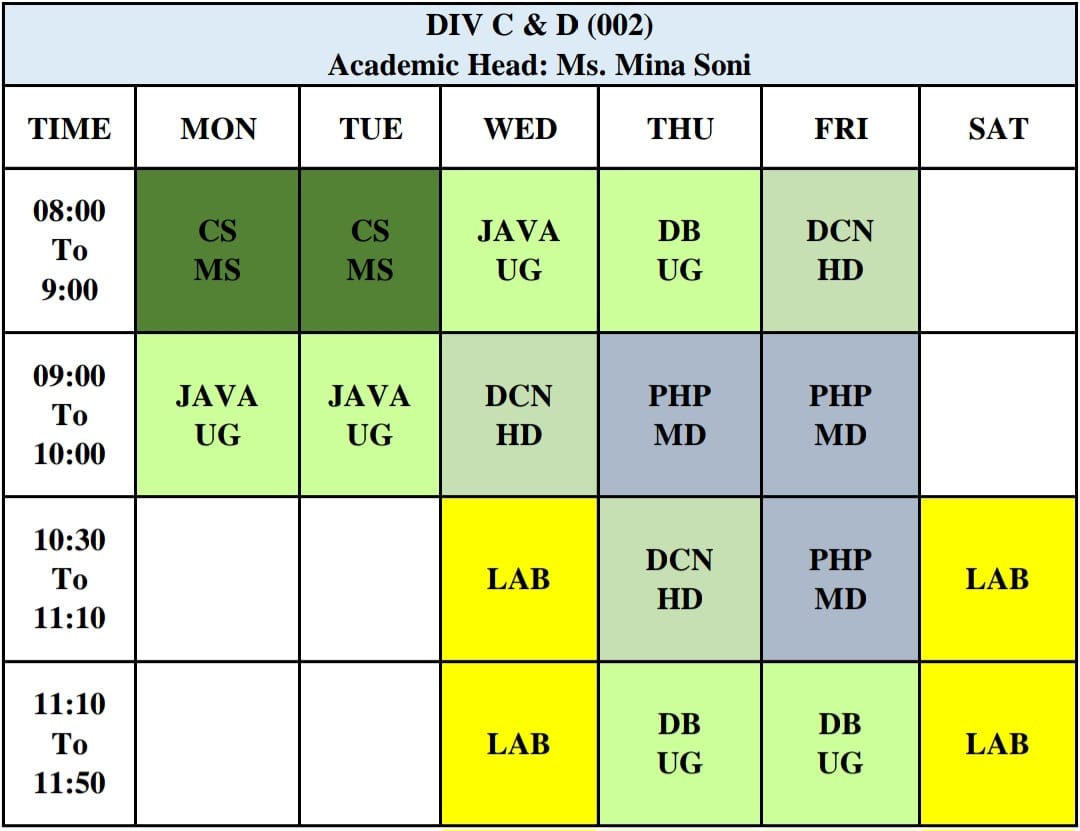 DIV C & D (002)
Academic Head: Ms. Mina Soni
TIME MON TUE WED THU FRI SAT
08:00
To
9:00
CS
MS
CS
MS
JAVA
UG
DB
UG
DCN
HD
09:00
To
10:00
JAVA
UG
JAVA
UG
DCN
HD
PHP
MD
PHP
MD
10:30
To
11:10
LAB
DCN
HD
PHP
MD
LAB
11:10
To
11:50
LAB
DB
UG
DB
UG
LAB